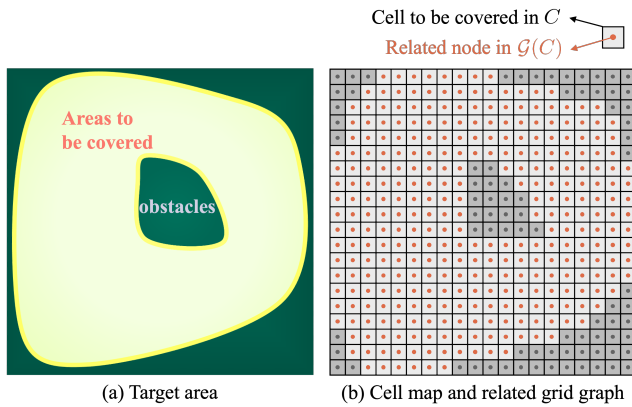 Cell to be covered in C
Related node in G(C)
Areas to
be covered
obstacles
(a) Target area
(b) Cell map and related grid graph